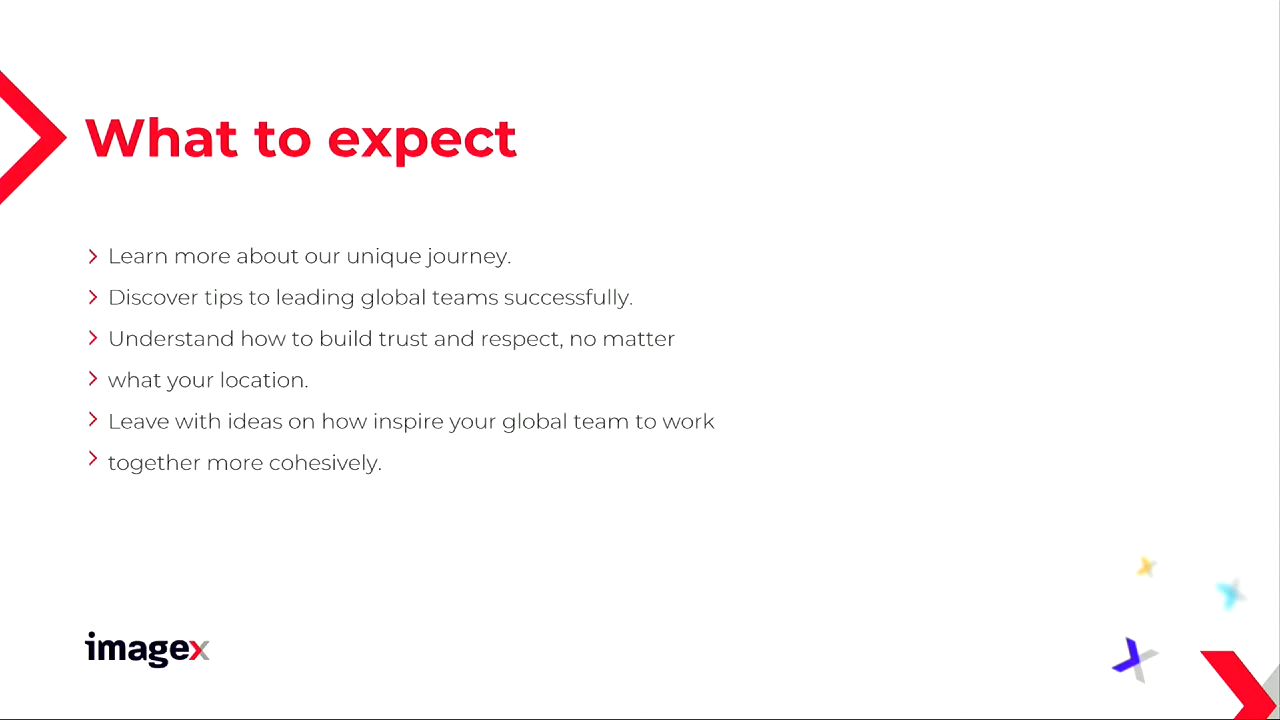 What to expect
Learn more about our unique journey.
Discover tips to leading global teams successfully.
Understand how to build trust and respect, no matter
what your location.
Leave with ideas on how inspire your global team to work
together more cohesively.
imagex